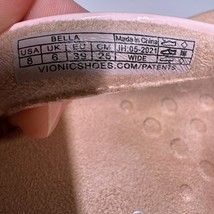 BELLA
Made in China
USA UK EU CM JH-05-2021
8 6 39 25 WIDE
VIONICSHOES.COM/PATENTS